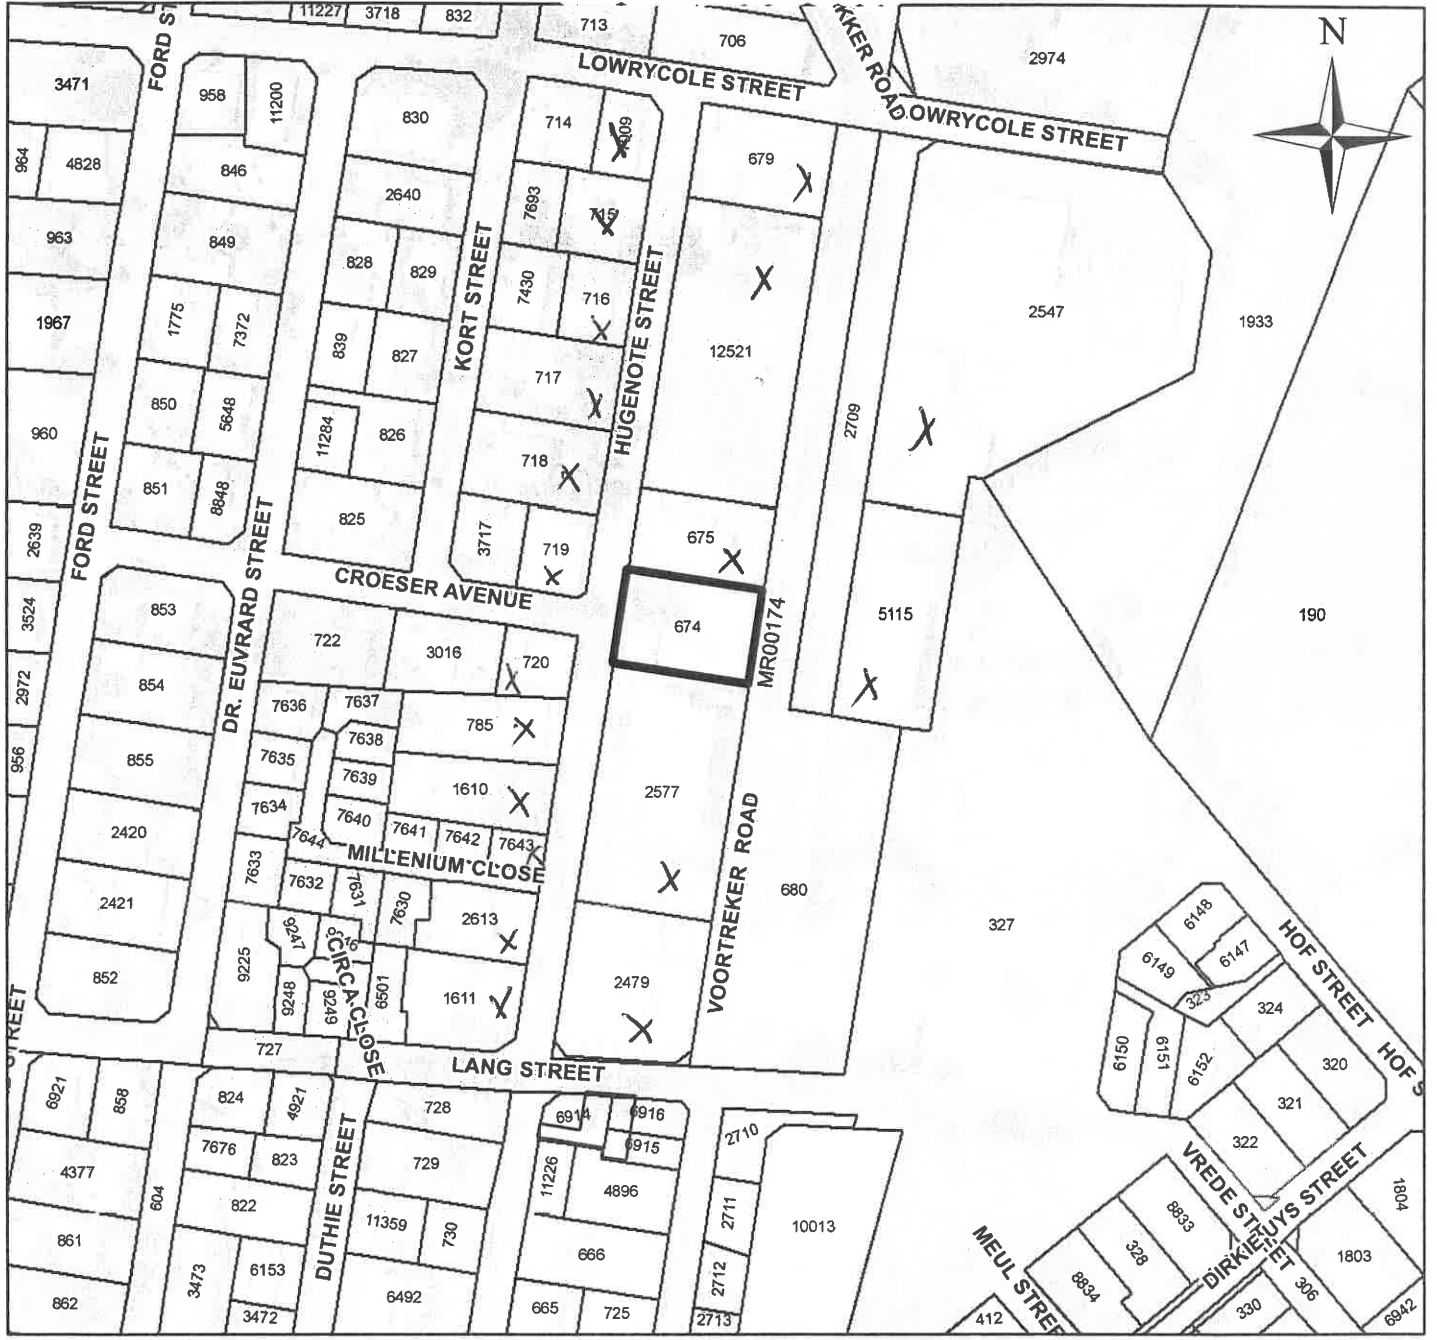 11227 3718 832 713 706 2974 N
FORD ST
KKER ROAD
LOWRYCOLE STREET
LOWRYCOLE STREET
3471 958 11200 830 714 679
964 4828 846 2640 7693 715
963 849 828 829 7430 716
1967 1775 7372 839 827 717 12521 2547 1933
KORT STREET
HUGENOTE STREET
960 850 5648 11284 826 718 2709
851 8848 825 3717 719 675
FORD STREET
DR. EUVRARD STREET
CROESER AVENUE
2639
3524 853 722 3016 720 674 5115 190
MR00174
2972 854 7636 7637 785
7638
956 855 7635 7639 1610 2577
7634 7640 7641 7642 7643
2420 7644
MILLENIUM CLOSE
VOORTREKER ROAD
7633 7632 7631 7630 2613 680 327
2421 9247
852 9225 9248 9249 6501 1611 2479
CIRCA CLOSE
6148
6149 6147
323 324
HOF STREET
HOF S
REET
727
LANG STREET
6150 6151 6152 320
6921 858 824 4921 728 6914 6916 321
7676 823 729 6915 2710 322
4377 604 822 11226 4896
DUTHIE STREET
VREDE STREET
DIRKIE UYS STREET
MEUL STREE
861 11359 730 666 2711 10013 8833 1804
3473 6153 2712 328 1803
862 3472 6492 665 725 2713 412 8834 330 306 6942